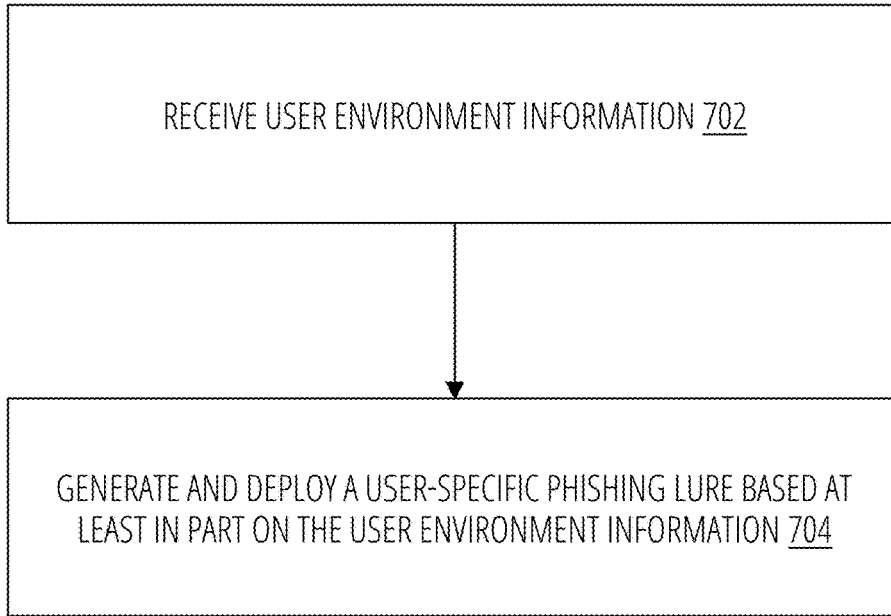 RECEIVE USER ENVIRONMENT INFORMATION 702
GENERATE AND DEPLOY A USER-SPECIFIC PHISHING LURE BASED AT
LEAST IN PART ON THE USER ENVIRONMENT INFORMATION 704